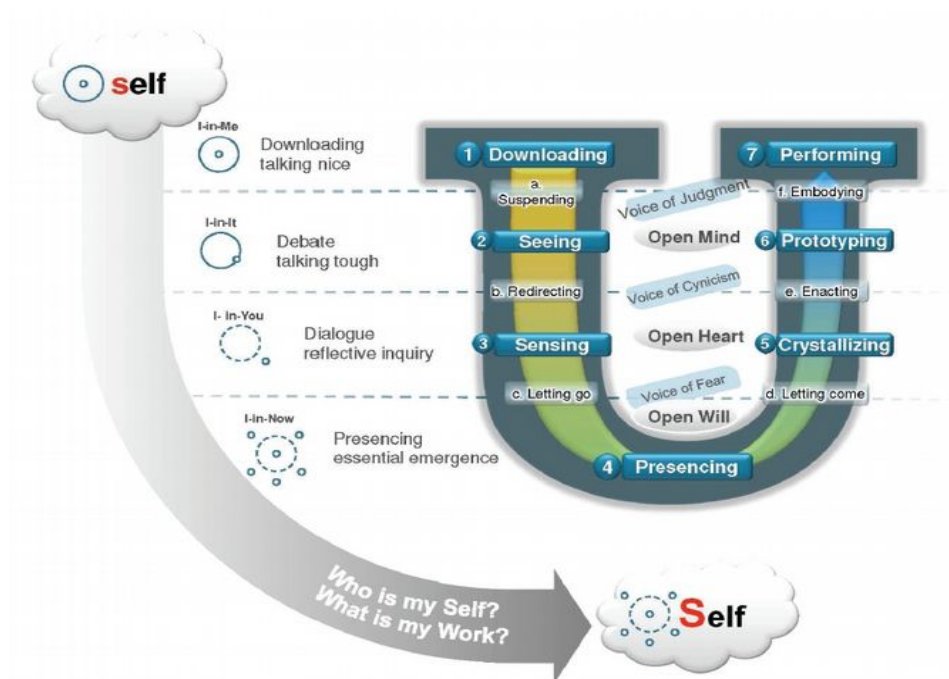 self
I-in-Me
Downloading
talking nice
I-in-It
Debate
talking tough
I- in-You
Dialogue
reflective inquiry
I-in-Now
Presencing
essential emergence
1 Downloading
a.
Suspending
2 Seeing
b. Redirecting
3 Sensing
c. Letting go
4 Presencing
Voice of Judgment
Open Mind
Voice of Cynicism
Open Heart
Voice of Fear
Open Will
7 Performing
f. Embodying
6 Prototyping
e. Enacting
5 Crystallizing
d. Letting come
Who is my Self?
What is my Work?
Self